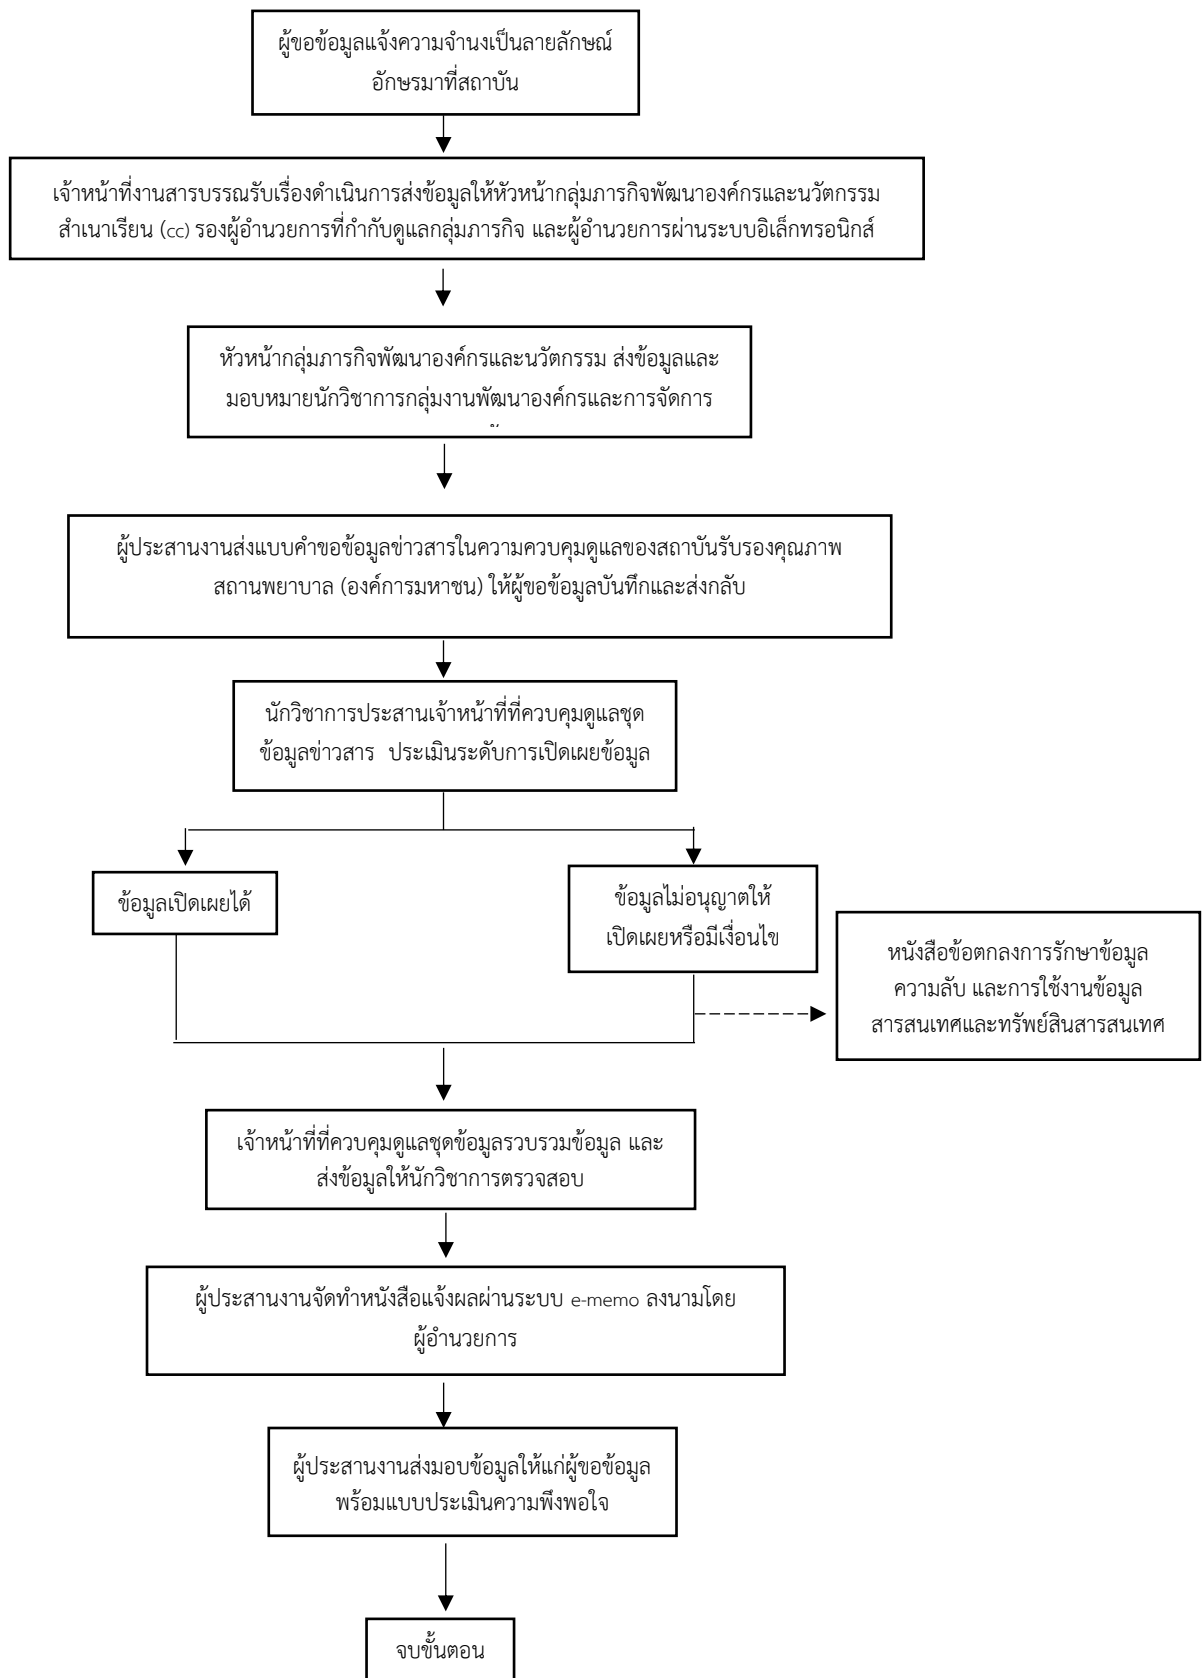 ผู้ขอข้อมูลแจ้งความจำนงเป็นลายลักษณ์
อักษรมาที่สถาบัน
เจ้าหน้าที่งานสารบรรณรับเรื่องดำเนินการส่งข้อมูลให้หัวหน้ากลุ่มภารกิจพัฒนาองค์กรและนวัตกรรม
สำเนาเรียน (cc) รองผู้อำนวยการที่กำกับดูแลกลุ่มภารกิจ และผู้อำนวยการผ่านระบบอิเล็กทรอนิกส์
หัวหน้ากลุ่มภารกิจพัฒนาองค์กรและนวัตกรรม ส่งข้อมูลและ
มอบหมายนักวิชาการกลุ่มงานพัฒนาองค์กรและการจัดการ
ผู้ประสานงานส่งแบบคำขอข้อมูลข่าวสารในความควบคุมดูแลของสถาบันรับรองคุณภาพ
สถานพยาบาล (องค์การมหาชน) ให้ผู้ขอข้อมูลบันทึกและส่งกลับ
นักวิชาการประสานเจ้าหน้าที่ที่ควบคุมดูแลชุด
ข้อมูลข่าวสาร ประเมินระดับการเปิดเผยข้อมูล
ข้อมูลเปิดเผยได้
ข้อมูลไม่อนุญาตให้
เปิดเผยหรือมีเงื่อนไข
หนังสือข้อตกลงการรักษาข้อมูล
ความลับ และการใช้งานข้อมูล
สารสนเทศและทรัพย์สินสารสนเทศ
เจ้าหน้าที่ที่ควบคุมดูแลชุดข้อมูลรวบรวมข้อมูล และ
ส่งข้อมูลให้นักวิชาการตรวจสอบ
ผู้ประสานงานจัดทำหนังสือแจ้งผลผ่านระบบ e-memo ลงนามโดย
ผู้อำนวยการ
ผู้ประสานงานส่งมอบข้อมูลให้แก่ผู้ขอข้อมูล
พร้อมแบบประเมินความพึงพอใจ
จบขั้นตอน